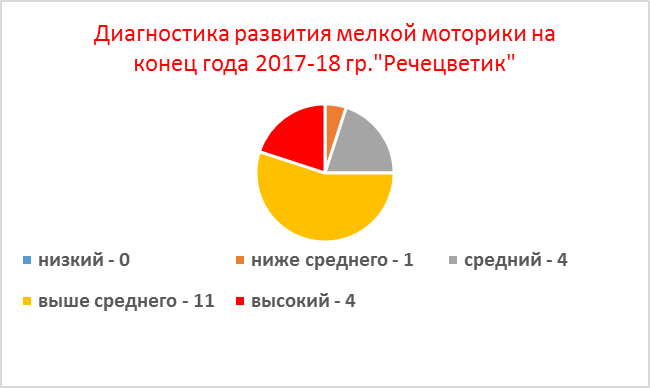 Диагностика развития мелкой моторики на
конец года 2017-18 гр."Речецветик"
низкий - 0 ниже среднего - 1 средний - 4
выше среднего - 11 высокий - 4